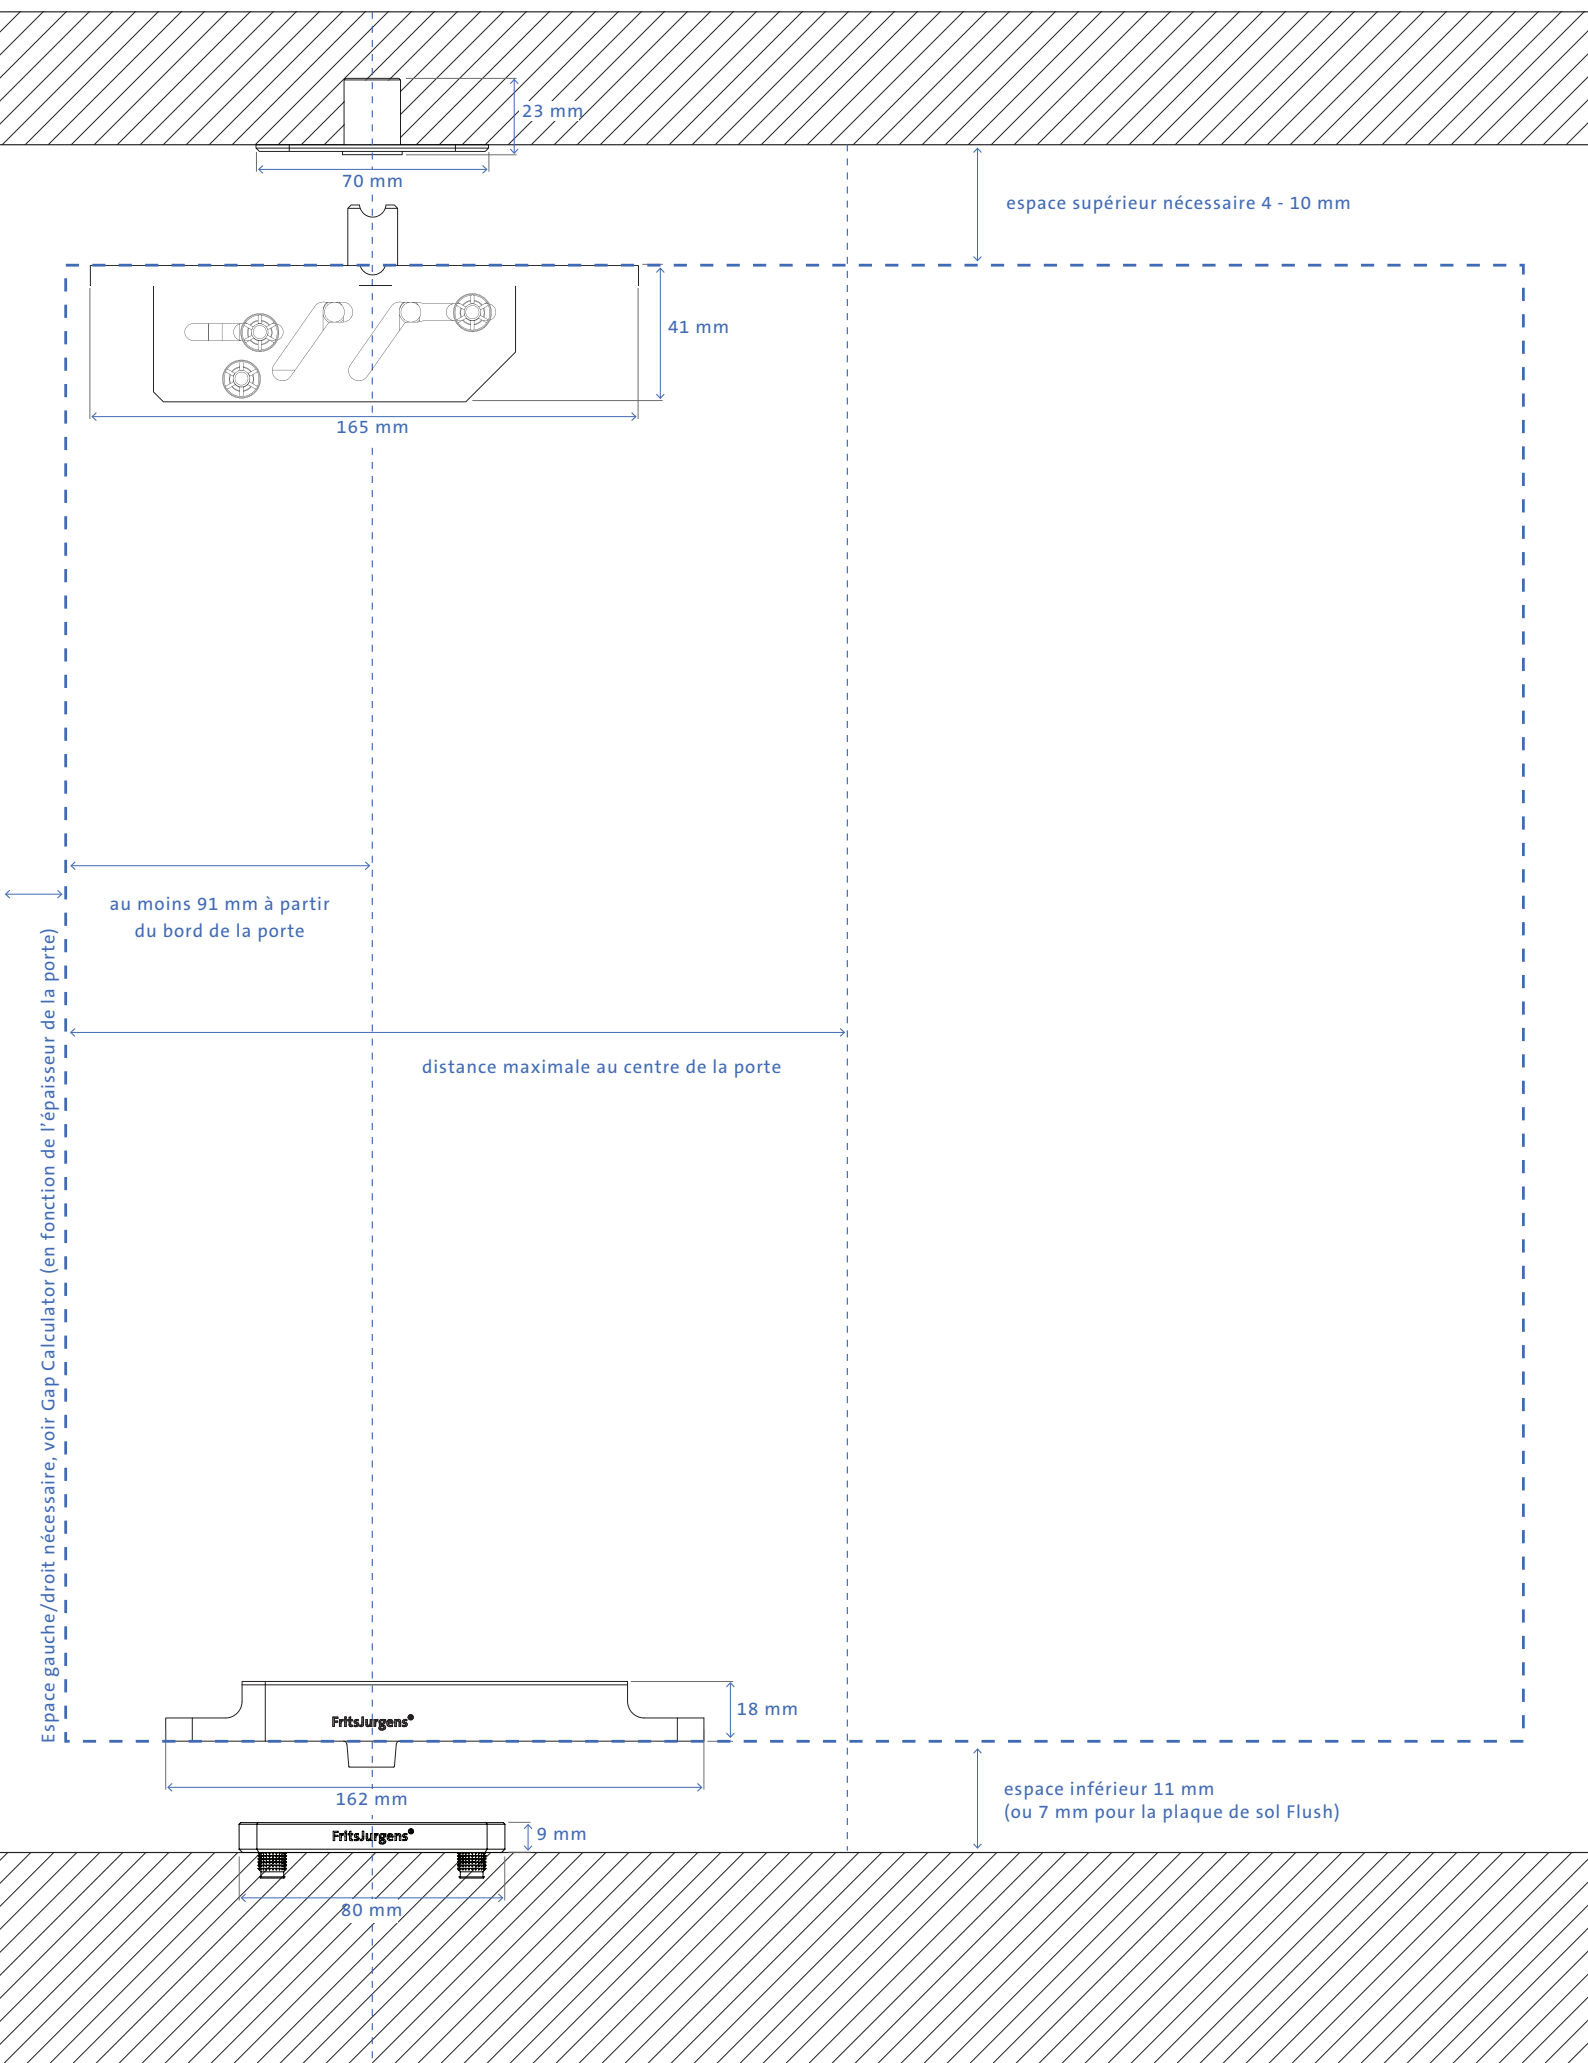 23 mm
70 mm
espace supérieur nécessaire 4 - 10 mm
41 mm
165 mm
au moins 91 mm à partir
du bord de la porte
Espace gauche/droit nécessaire, voir Gap Calculator (en fonction de l'épaisseur de la porte)
distance maximale au centre de la porte
18 mm
FritsJurgens®
162 mm
espace inférieur 11 mm
(ou 7 mm pour la plaque de sol Flush)
FritsJurgens®
9 mm
80 mm